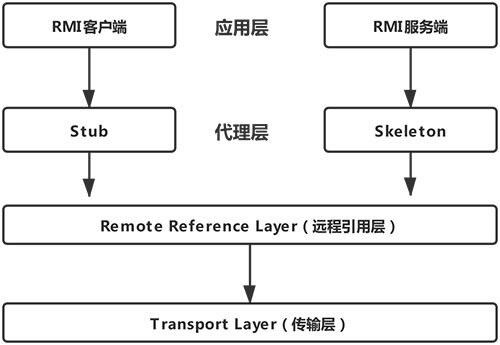 RMI客户端
应用层
RMI服务端
Stub
代理层
Skeleton
Remote Reference Layer（远程引用层）
Transport Layer（传输层）